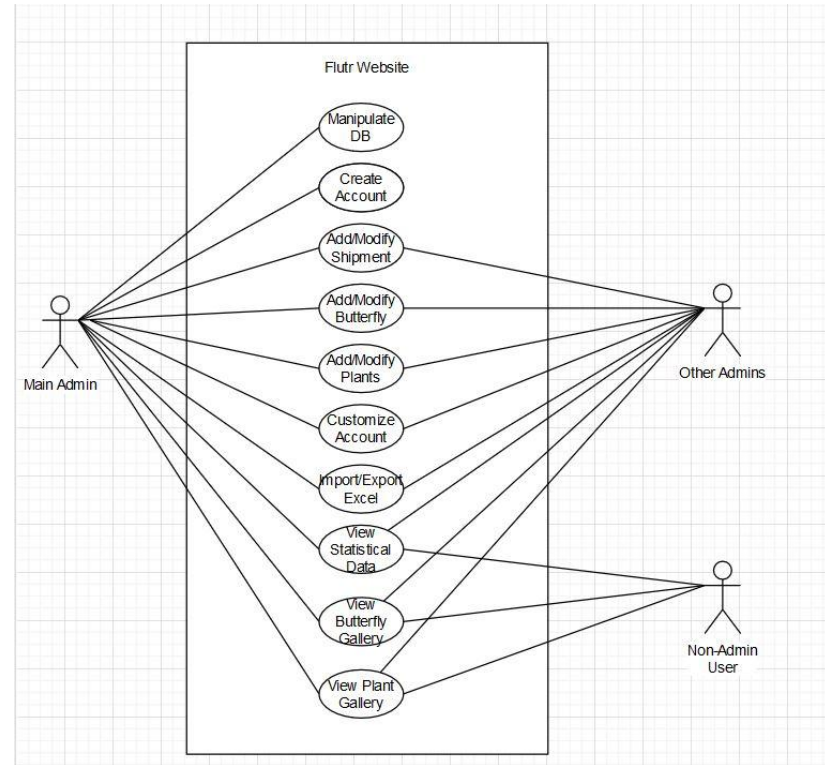 Flutr Website
Manipulate
DB
Create
Account
Add/Modify
Shipment
Add/Modify
Butterfly
Add/Modify
Plants
Customize
Account
Import/Export
Excel
View
Statistical
Data
View
Butterfly
Gallery
View Plant
Gallery
Main Admin
Other Admins
Non-Admin
User